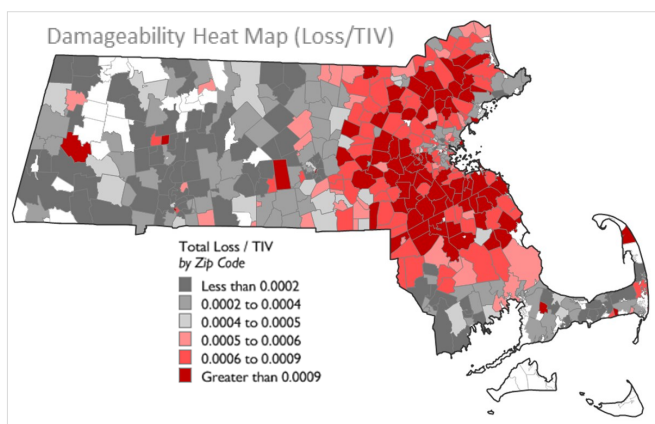 Damageability Heat Map (Loss/TIV)
Total Loss / TIV
by Zip Code
Less than 0.0002
0.0002 to 0.0004
0.0004 to 0.0005
0.0005 to 0.0006
0.0006 to 0.0009
Greater than 0.0009